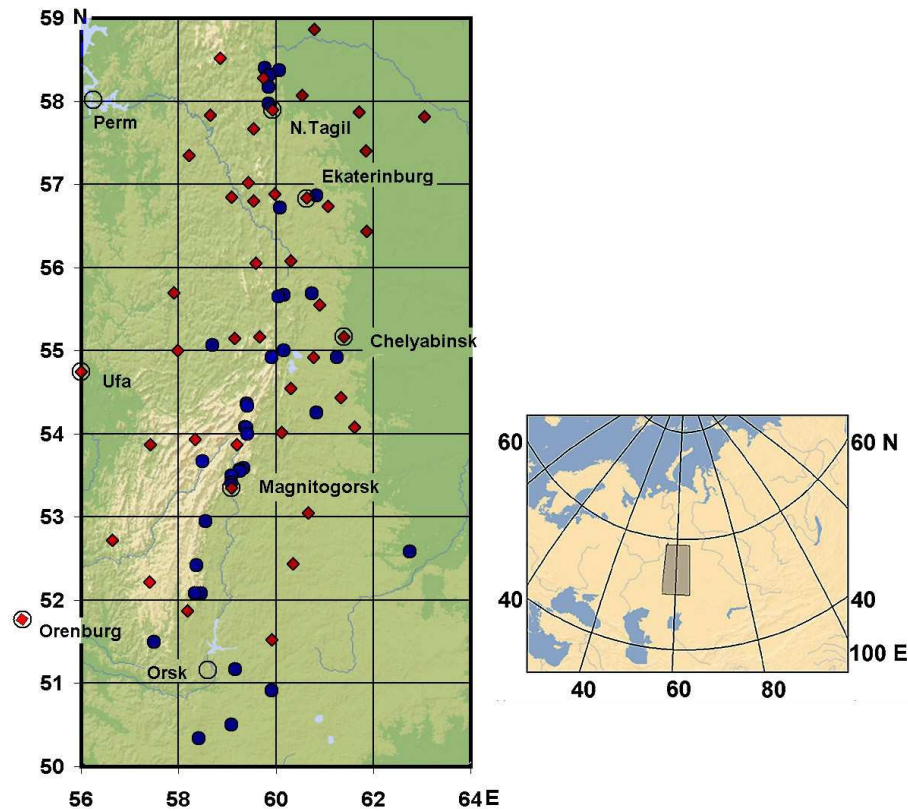 59 N
58
57
56
55
54
53
52
51
50
56
58
60
62
64 E
Perm
N.Tagil
Ekaterinburg
Chelyabinsk
Ufa
Magnitogorsk
Orenburg
Orsk
60
60 N
40
40
100 E
40
60
80